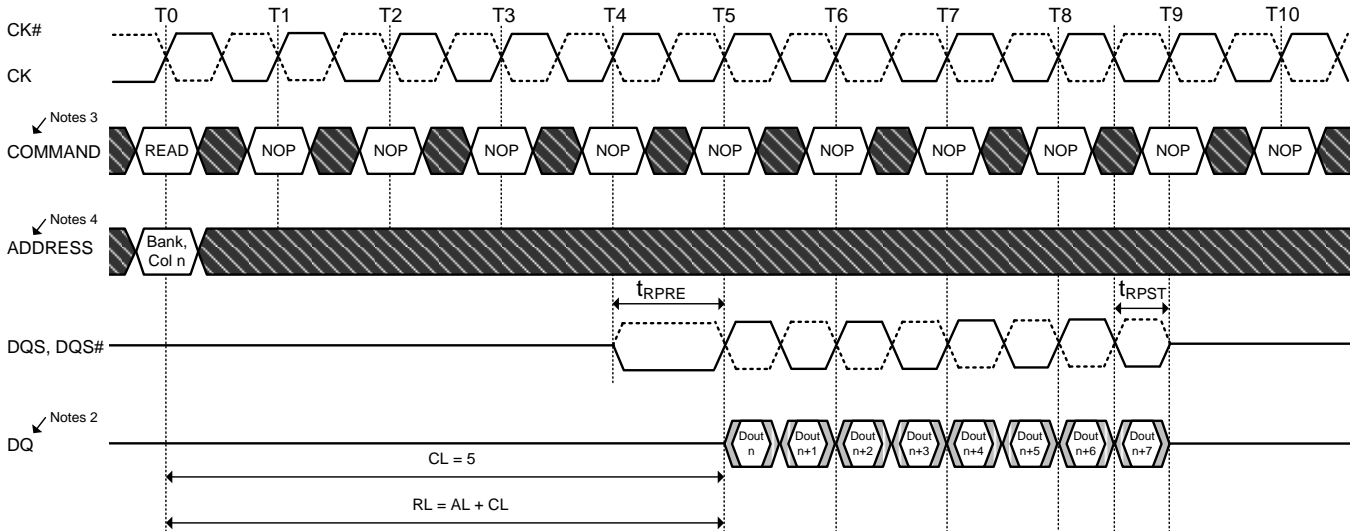 T0 T1 T2 T3 T4 T5 T6 T7 T8 T9 T10
CK#
CK
Notes 3
COMMAND READ NOP NOP NOP NOP NOP NOP NOP NOP NOP NOP
Notes 4
ADDRESS
Bank,
Col n
tRPRE tRPST
DQS, DQS#
Notes 2
DQ
Dout n Dout n+1 Dout n+2 Dout n+3 Dout n+4 Dout n+5 Dout n+6 Dout n+7
CL = 5
RL = AL + CL